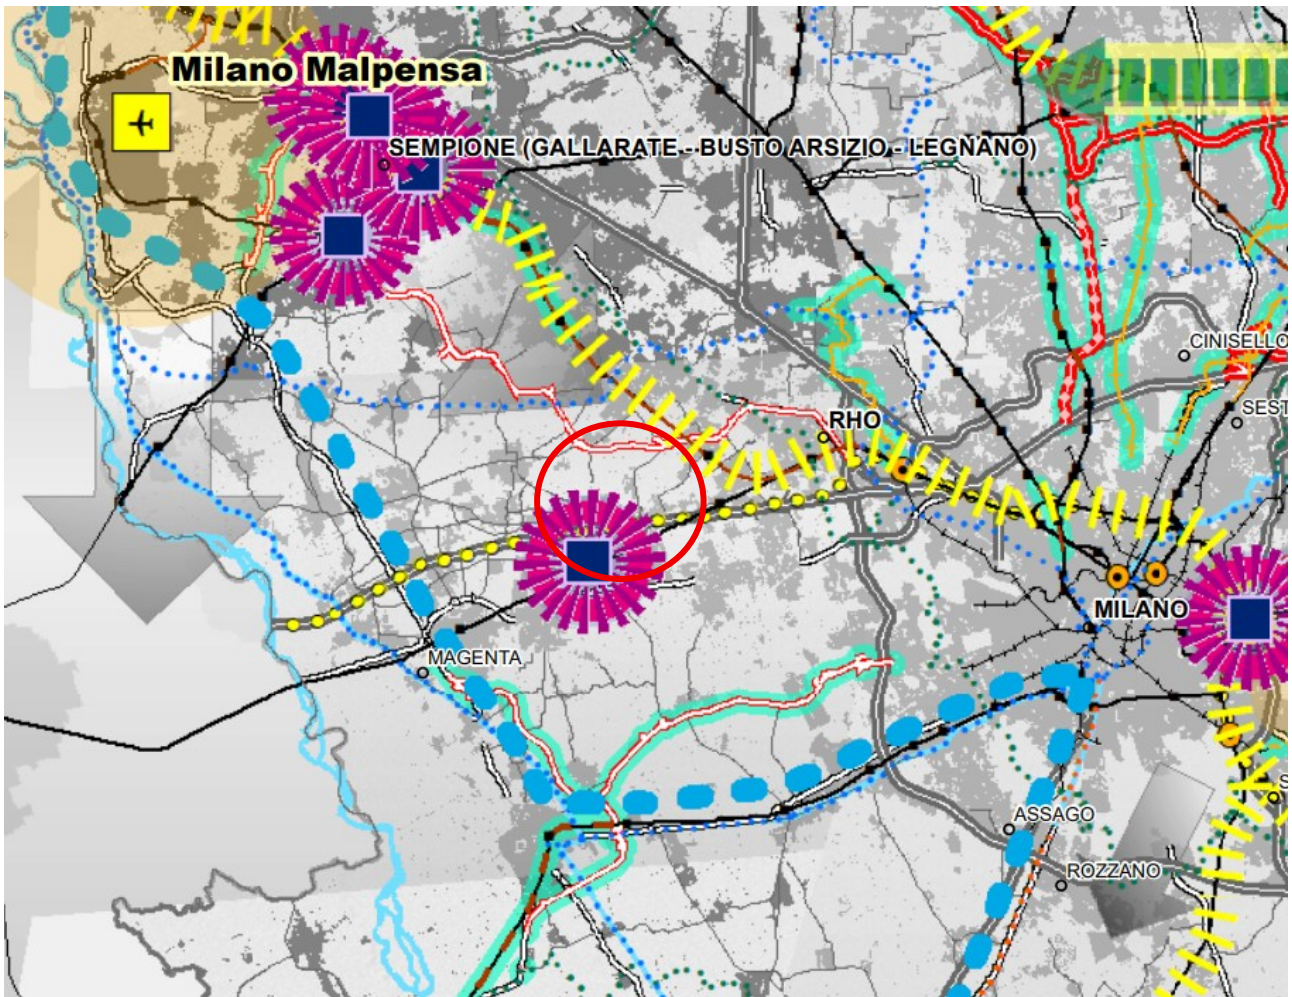 Milano Malpensa
SEMPIONE (GALLARATE - BUSTO ARSIZIO - LEGNANO)
CINISELLO
SEST
RHO
MILANO
MAGENTA
S
ASSAGO
ROZZANO